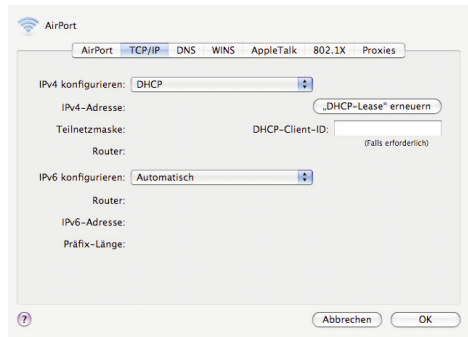 AirPort
AirPort TCP/IP DNS WINS AppleTalk 802.1X Proxies
IPv4 konfigurieren: DHCP
IPv4-Adresse: „DHCP-Lease“ erneuern
Teilnetzmaske: DHCP-Client-ID:
(Falls erforderlich)
Router:
IPv6 konfigurieren: Automatisch
Router:
IPv6-Adresse:
Präfix-Länge:
? Abbrechen OK